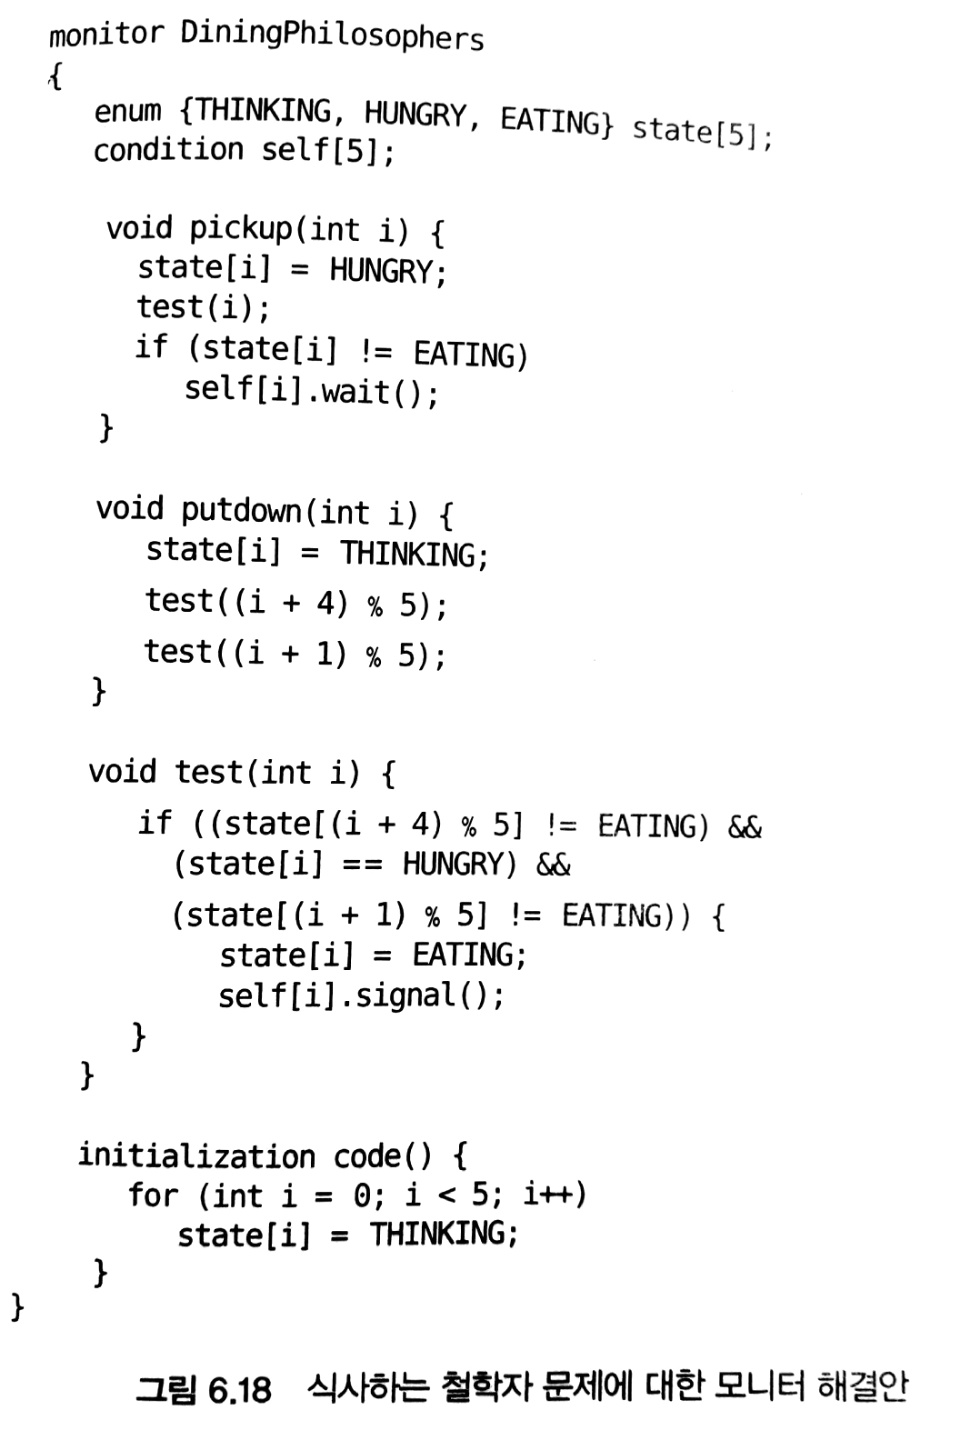 monitor DiningPhilosophers
{
enum {THINKING, HUNGRY, EATING} state[5];
condition self[5];
void pickup(int i) {
state[i] = HUNGRY;
test(i);
if (state[i] != EATING)
self[i].wait();
}
void putdown(int i) {
state[i] = THINKING;
test((i + 4) % 5);
test((i + 1) % 5);
}
void test(int i) {
if ((state[(i + 4) % 5] != EATING) &&
(state[i] == HUNGRY) &&
(state[(i + 1) % 5] != EATING)) {
state[i] = EATING;
self[i].signal();
}
}
initialization code() {
for (int i = 0; i < 5; i++)
state[i] = THINKING;
}
}
그림 6.18 식사하는 철학자 문제에 대한 모니터 해결안